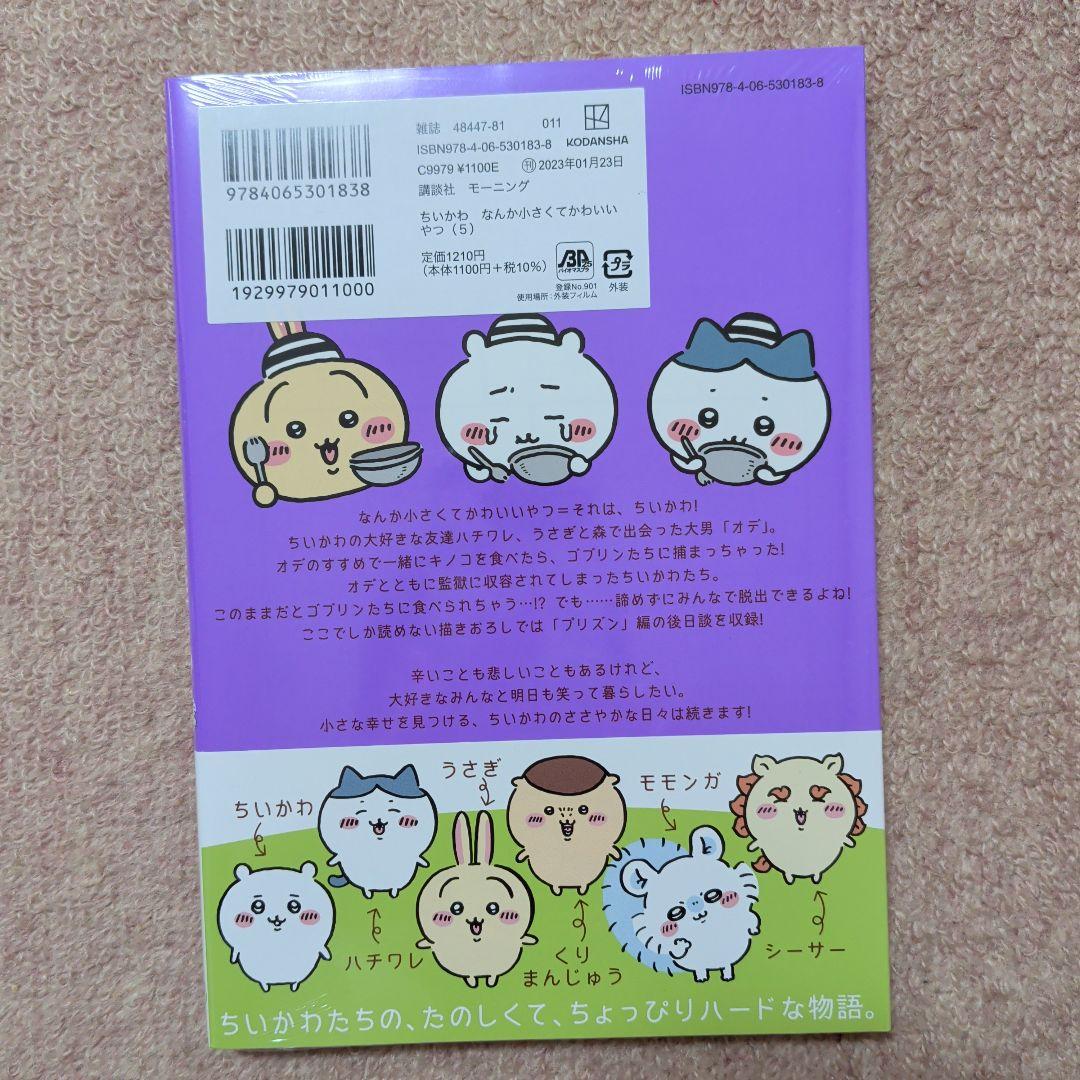 ISBN978-4-06-530183-8
雑誌 48447-81 011
KODANSHA
ISBN978-4-06-530183-8
C9979 ¥1100E 刊2023年01月23日
講談社 モーニング
9784065301838
ちいかわ なんか小さくてかわいい
やつ(5)
定価1210円
(本体1100円+税10%)
1929979011000
BP
25
バイオマスプラ
登録No.901
使用場所:外装フィルム
プラ
外装
なんか小さくてかわいいやつ=それは、ちいかわ!
ちいかわの大好きな友達ハチワレ、うさぎと森で出会った大男「オデ」。
オデのすすめで一緒にキノコを食べたら、ゴブリンたちに捕まっちゃった!
オデとともに監獄に収容されてしまったちいかわたち。
このままだとゴブリンたちに食べられちゃう…!? でも……諦めずにみんなで脱出できるよね!
ここでしか読めない描きおろしでは「プリズン」編の後日談を収録!
辛いことも悲しいこともあるけれど、
大好きなみんなと明日も笑って暮らしたい。
小さな幸せを見つける、ちいかわのささやかな日々は続きます!
ちいかわ
うさぎ
モモンガ
ハチワレ
くり
まんじゅう
シーサー
ちいかわたちの、たのしくて、ちょっぴりハードな物語。